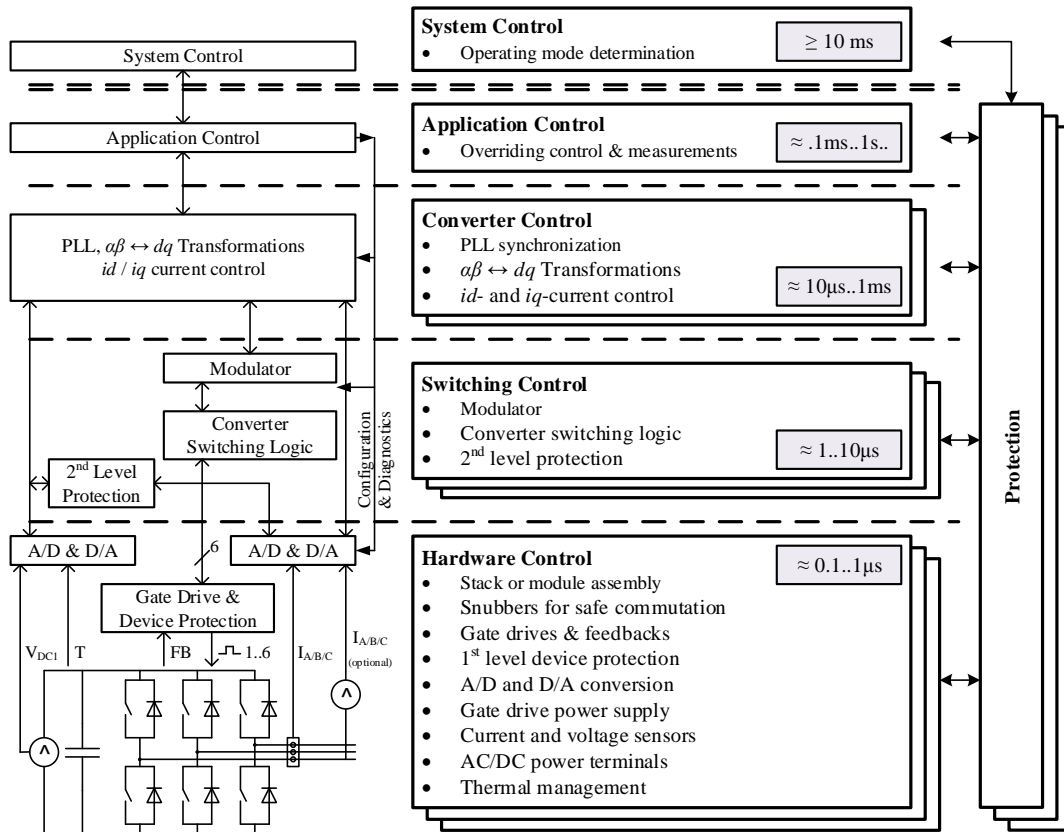 System Control
Application Control
PLL, αβ ↔ dq Transformations
id / iq current control
Modulator
Converter
Switching Logic
2nd Level
Protection
Configuration
& Diagnostics
A/D & D/A
6
A/D & D/A
Gate Drive &
Device Protection
VDC1
T
FB
1..6
IA/B/C
IA/B/C
(optional)
System Control
• Operating mode determination
≥ 10 ms
Application Control
• Overriding control & measurements
≈ .1ms..1s..
Converter Control
• PLL synchronization
• αβ ↔ dq Transformations
• id- and iq-current control
≈ 10µs..1ms
Switching Control
• Modulator
• Converter switching logic
• 2nd level protection
≈ 1..10µs
Hardware Control
≈ 0.1..1µs
• Stack or module assembly
• Snubbers for safe commutation
• Gate drives & feedbacks
• 1st level device protection
• A/D and D/A conversion
• Gate drive power supply
• Current and voltage sensors
• AC/DC power terminals
• Thermal management
Protection